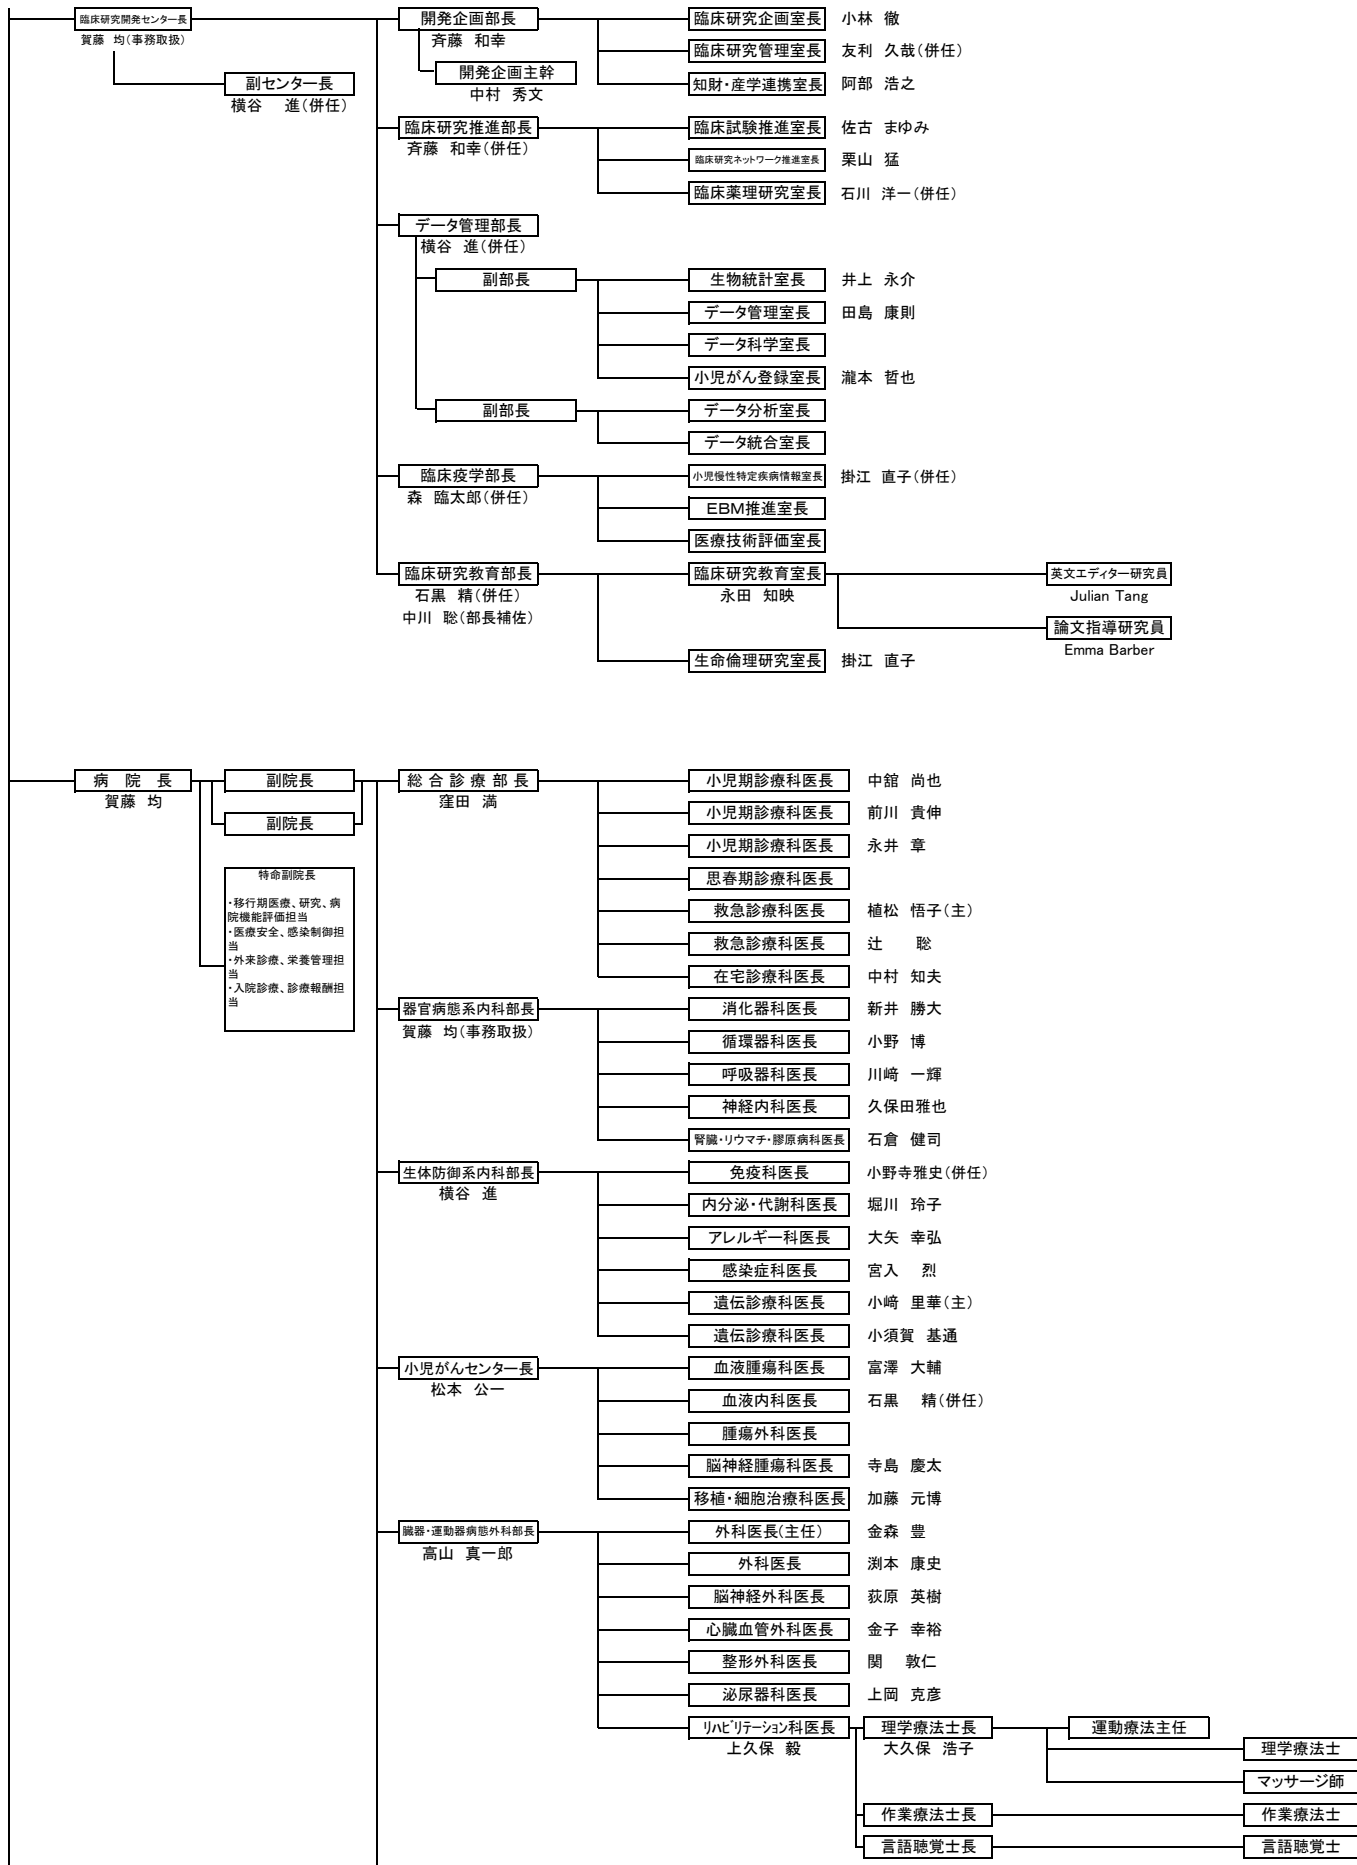 臨床研究開発センター長
賀藤 均(事務取扱)
副センター長
横谷 進(併任)
開発企画部長
斉藤 和幸
開発企画主幹
中村 秀文
臨床研究企画室長 小林 徹
臨床研究管理室長 友利 久哉(併任)
知財・産学連携室長 阿部 浩之
臨床研究推進部長
斉藤 和幸(併任)
臨床試験推進室長 佐古 まゆみ
臨床研究ネットワーク推進室長 栗山 猛
臨床薬理研究室長 石川 洋一(併任)
データ管理部長
横谷 進(併任)
副部長
生物統計室長 井上 永介
データ管理室長 田島 康則
データ科学室長
小児がん登録室長 瀧本 哲也
副部長
データ分析室長
データ統合室長
臨床疫学部長
森 臨太郎(併任)
小児慢性特定疾病情報室長 掛江 直子(併任)
EBM推進室長
医療技術評価室長
臨床研究教育部長
石黒 精(併任)
中川 聡(部長補佐)
臨床研究教育室長
永田 知映
英文エディター研究員
Julian Tang
論文指導研究員
Emma Barber
生命倫理研究室長 掛江 直子
病院長
賀藤 均
副院長
副院長
特命副院長
・移行期医療、研究、病
院機能評価担当
・医療安全、感染制御担
当
・外来診療、栄養管理担
当
・入院診療、診療報酬担
当
総合診療部長
窪田 満
小児期診療科医長 中舘 尚也
小児期診療科医長 前川 貴伸
小児期診療科医長 永井 章
思春期診療科医長
救急診療科医長 植松 悟子(主)
救急診療科医長 辻 聡
在宅診療科医長 中村 知夫
器官病態系内科部長
賀藤 均(事務取扱)
消化器科医長 新井 勝大
循環器科医長 小野 博
呼吸器科医長 川﨑 一輝
神経内科医長 久保田雅也
腎臓・リウマチ・膠原病科医長 石倉 健司
生体防御系内科部長
横谷 進
免疫科医長 小野寺雅史(併任)
内分泌・代謝科医長 堀川 玲子
アレルギー科医長 大矢 幸弘
感染症科医長 宮入 烈
遺伝診療科医長 小﨑 里華(主)
遺伝診療科医長 小須賀 基通
小児がんセンター長
松本 公一
血液腫瘍科医長 富澤 大輔
血液内科医長 石黒 精(併任)
腫瘍外科医長
脳神経腫瘍科医長 寺島 慶太
移植・細胞治療科医長 加藤 元博
臓器・運動器病態外科部長
高山 真一郎
外科医長(主任) 金森 豊
外科医長 渕本 康史
脳神経外科医長 荻原 英樹
心臓血管外科医長 金子 幸裕
整形外科医長 関 敦仁
泌尿器科医長 上岡 克彦
リハビリテーション科医長
上久保 毅
理学療法士長
大久保 浩子
運動療法主任
理学療法士
マッサージ師
作業療法士長
作業療法士
言語聴覚士長
言語聴覚士